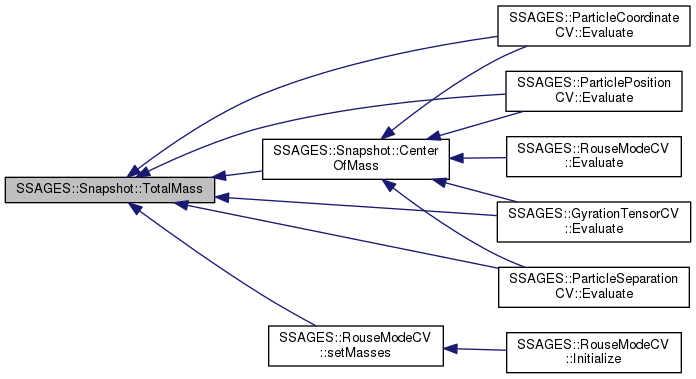 SSAGES::Snapshot::TotalMass
SSAGES::Snapshot::Center
OfMass
SSAGES::ParticleCoordinate
CV::Evaluate
SSAGES::ParticlePosition
CV::Evaluate
SSAGES::RouseModeCV
::Evaluate
SSAGES::GyrationTensorCV
::Evaluate
SSAGES::ParticleSeparation
CV::Evaluate
SSAGES::RouseModeCV
::setMasses
SSAGES::RouseModeCV
::Initialize